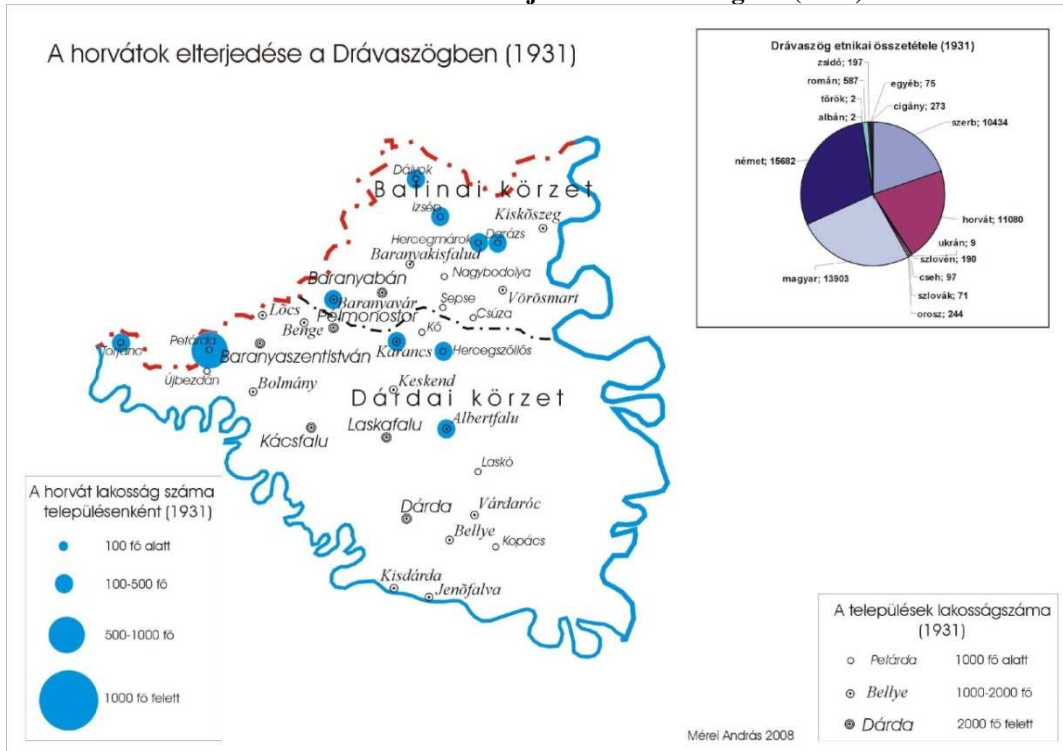 A horvátok elterjedése a Drávaszögben (1931)
Drávaszög etnikai összetétele (1931)
zsidó; 197
román; 587
egyéb; 75
török; 2
cigány; 273
albán; 2
szerb; 10434
német; 15682
horvát; 11080
ukrán; 9
szlovén; 190
magyar; 13903
cseh; 97
szlovák; 71
orosz; 244
Dályok
Batindai körzet
Izsép
Kiskõszeg
Hercegmárok
Darázs
Baranyakisfalud
Nagybodolya
Baranyabán
Vörösmart
Baranyavár
Sepse
Lõcs
Csúza
Pélmonostor
Benge
Kő
Petárda
Torjánc
Baranyaszentistván
Karancs
Hercegszőllős
Újbezdán
Bolmány
Keskend
Dárdai körzet
Albertfalu
Laskafalu
Kácsfalu
Laskó
Dárda
Várdaróc
Bellye
Kopács
Kisdárda
Jenõfalva
A horvát lakosság száma
településenként (1931)
100 fő alatt
100-500 fő
500-1000 fő
1000 fő felett
A települések lakosságszáma
(1931)
Petárda 1000 fő alatt
Bellye 1000-2000 fő
Dárda 2000 fő felett
Mérei András 2008